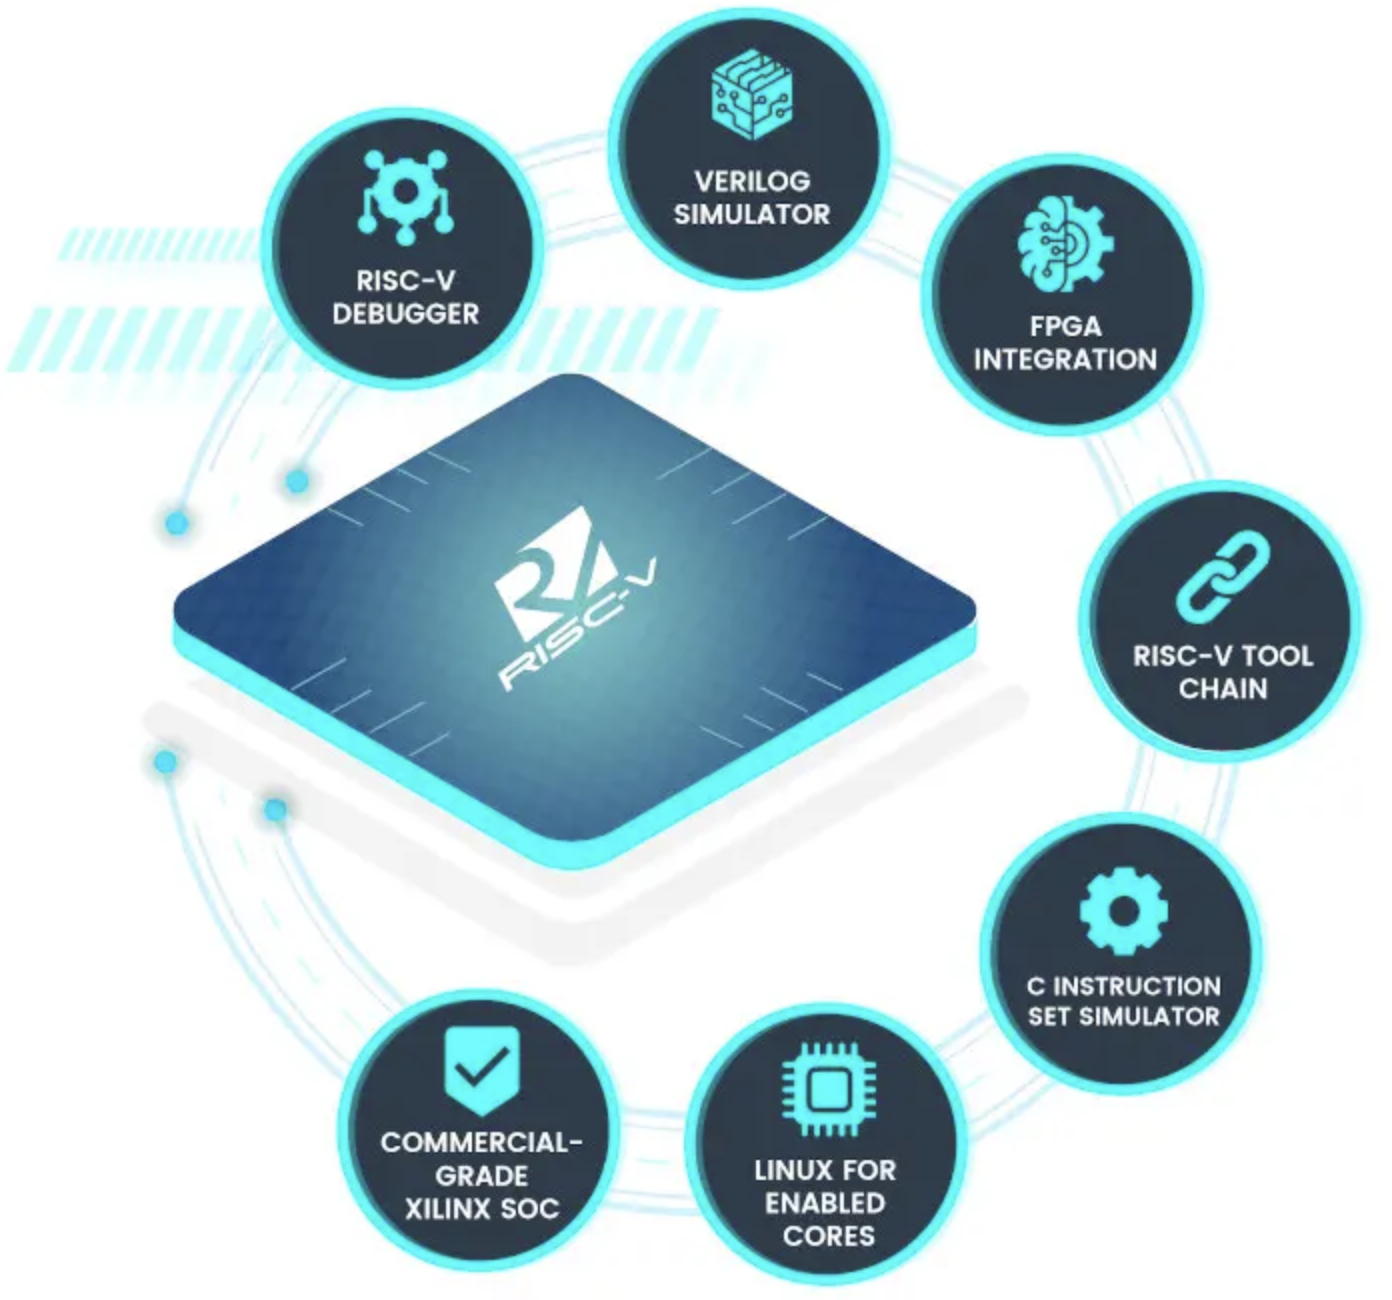 VERILOG
SIMULATOR
RISC-V
DEBUGGER
FPGA
INTEGRATION
RISC-V
RISC-V TOOL
CHAIN
C INSTRUCTION
SET SIMULATOR
COMMERCIAL-
GRADE
XILINX SOC
LINUX FOR
ENABLED
CORES